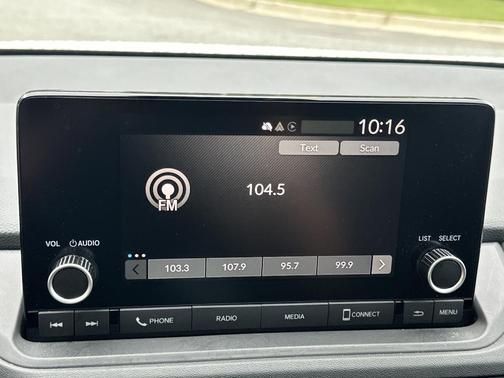 10:16
Text Scan
104.5
FM
VOL AUDIO
LIST SELECT
103.3 107.9 95.7 99.9
PHONE RADIO MEDIA CONNECT MENU